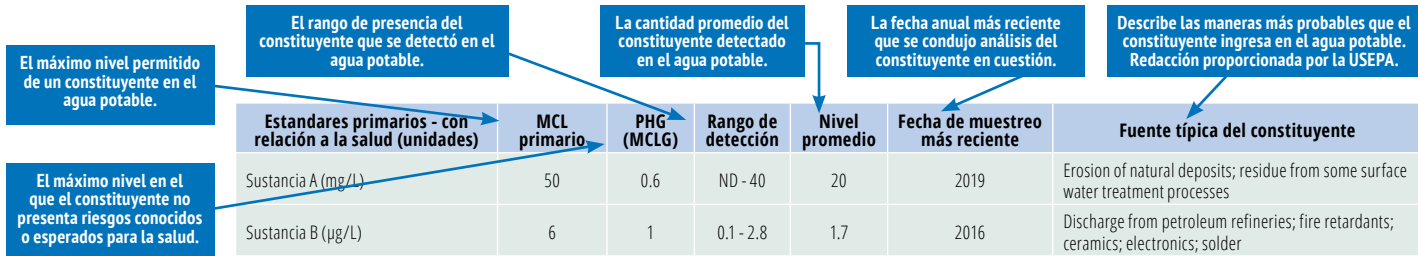 El máximo nivel permitido
de un constituyente en el
agua potable.
El rango de presencia del
constituyente que se detectó en el
agua potable.
La cantidad promedio del
constituyente detectado
en el agua potable.
La fecha anual más reciente
que se condujo análisis del
constituyente en cuestión.
Describe las maneras más probables que el
constituyente ingresa en el agua potable.
Redacción proporcionada por la USEPA.
El máximo nivel en el
que el constituyente no
presenta riesgos conocidos
o esperados para la salud.
Estandares primarios - con
relación a la salud (unidades)
MCL
primario
PHG
(MCLG)
Rango de
detección
Nivel
promedio
Fecha de muestreo
más reciente
Fuente típica del constituyente
Sustancia A (mg/L)
50
0.6
ND - 40
20
2019
Erosion of natural deposits; residue from some surface
water treatment processes
Sustancia B (µg/L)
6
1
0.1 - 2.8
1.7
2016
Discharge from petroleum refineries; fire retardants;
ceramics; electronics; solder